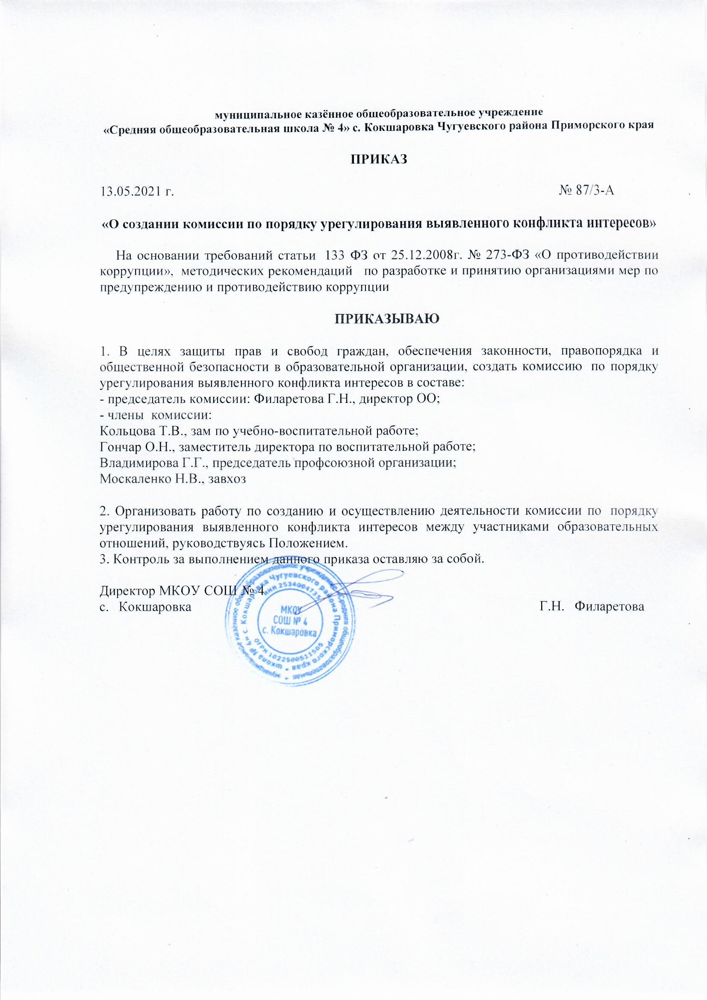 муниципальное казённое общеобразовательное учреждение
«Средняя общеобразовательная школа № 4» с. Кокшаровка Чугуевского района Приморского края
ПРИКАЗ
13.05.2021 г. № 87/3-А
«О создании комиссии по порядку урегулирования выявленного конфликта интересов»
На основании требований статьи 133 ФЗ от 25.12.2008г. № 273-ФЗ «О противодействии
коррупции», методических рекомендаций по разработке и принятию организациями мер по
предупреждению и противодействию коррупции
ПРИКАЗЫВАЮ
1. В целях защиты прав и свобод граждан, обеспечения законности, правопорядка и
общественной безопасности в образовательной организации, создать комиссию по порядку
урегулирования выявленного конфликта интересов в составе:
- председатель комиссии: Филаретова Г.Н., директор ОО;
- члены комиссии:
Кольцова Т.В., зам по учебно-воспитательной работе;
Гончар О.Н., заместитель директора по воспитательной работе;
Владимирова Г.Г., председатель профсоюзной организации;
Москаленко Н.В., завхоз
2. Организовать работу по созданию и осуществлению деятельности комиссии по порядку
урегулирования выявленного конфликта интересов между участниками образовательных
отношений, руководствуясь Положением.
3. Контроль за выполнением данного приказа оставляю за собой.
Директор МКОУ СОШ № 4
с. Кокшаровка Г.Н. Филаретова
муниципальное казенное общеобразовательное учреждение «Средняя общеобразовательная
школа № 4» с. Кокшаровка Чугуевского района Приморского края
ИНН 2534004735
ОГРН 1022500511505
МКОУ
СОШ № 4
с. Кокшаровка